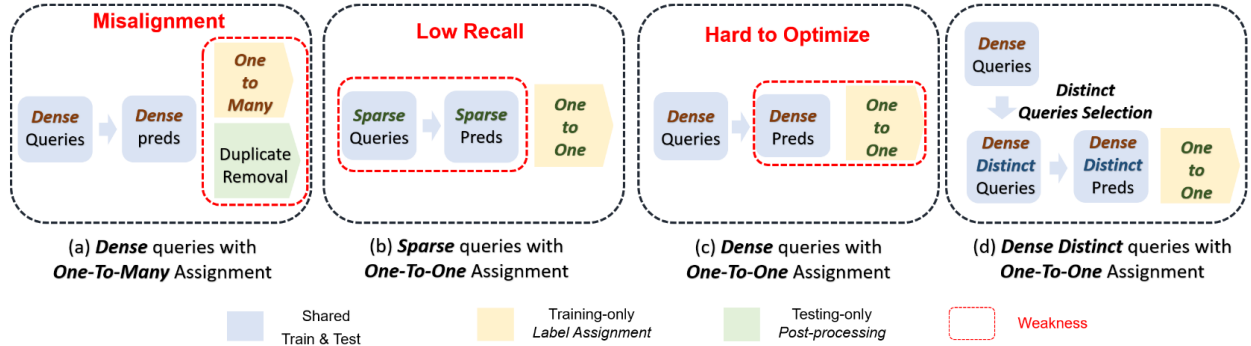 Misalignment
One
to
Many
Dense
Queries
Dense
preds
Duplicate
Removal
(a) Dense queries with
One-To-Many Assignment
Low Recall
Sparse
Queries
Sparse
Preds
One
to
One
(b) Sparse queries with
One-To-One Assignment
Hard to Optimize
Dense
Queries
Dense
Preds
One
to
One
(c) Dense queries with
One-To-One Assignment
Dense
Queries
Distinct
Queries Selection
Dense
Distinct
Queries
Dense
Distinct
Preds
One
to
One
(d) Dense Distinct queries with
One-To-One Assignment
Shared
Train & Test
Training-only
Label Assignment
Testing-only
Post-processing
Weakness